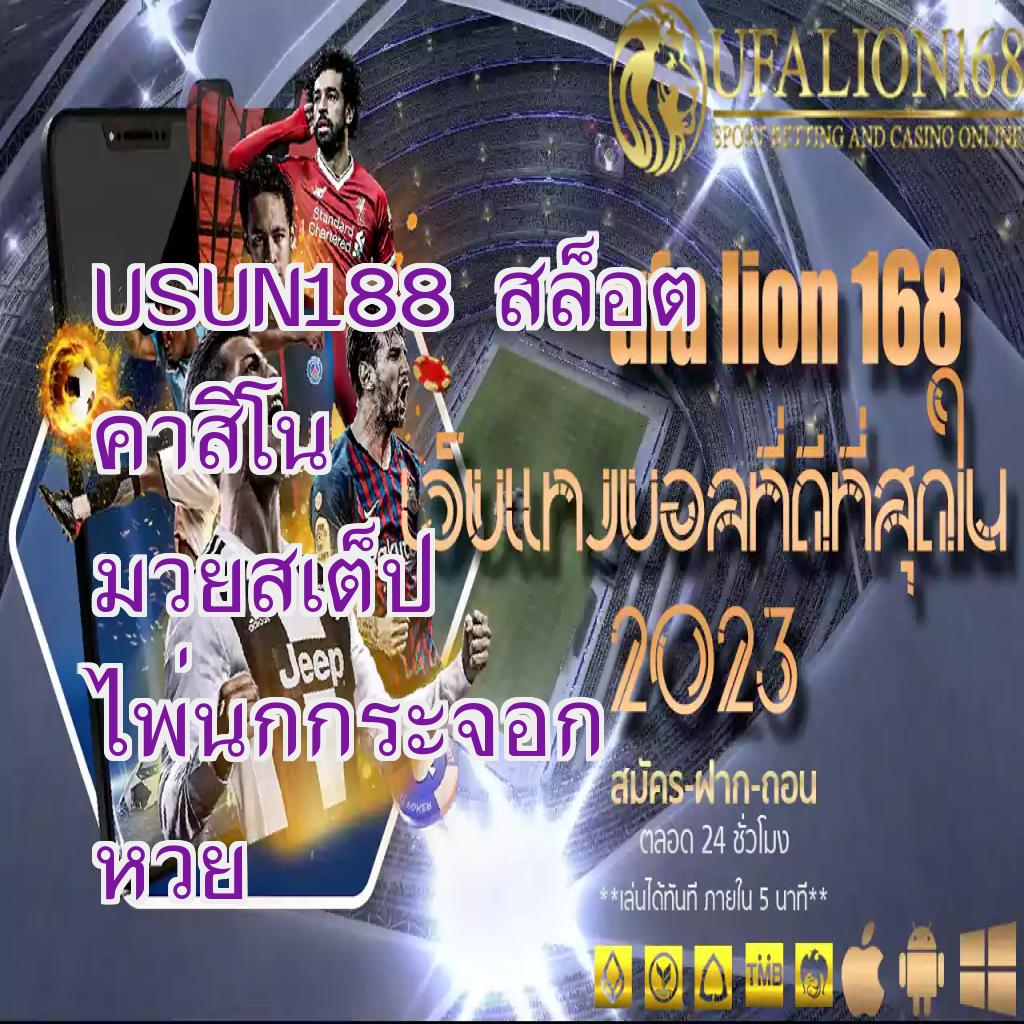 UFALION168
SPORT BETTING AND CASINO ONLINE
Standard
Chartered
USUN188 สล็อต
ufa lion 168
คาสิโน
เว็บแทงบอลที่ดีที่สุดใน
มวยสเต็ป
2023
Jeep
ไพ่นกกระจอก
สมัคร-ฝาก-ถอน
ตลอด 24 ชั่วโมง
หวย
**เล่นได้ทันที ภายใน 5 นาที**
TMB